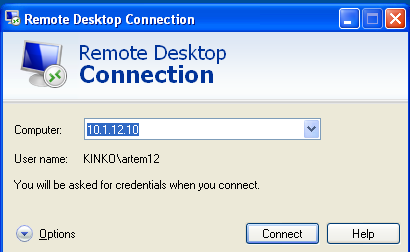 Remote Desktop Connection
Remote Desktop
Connection
Computer: 10.1.12.10
User name: KINKO\artem12
You will be asked for credentials when you connect.
Options Connect Help